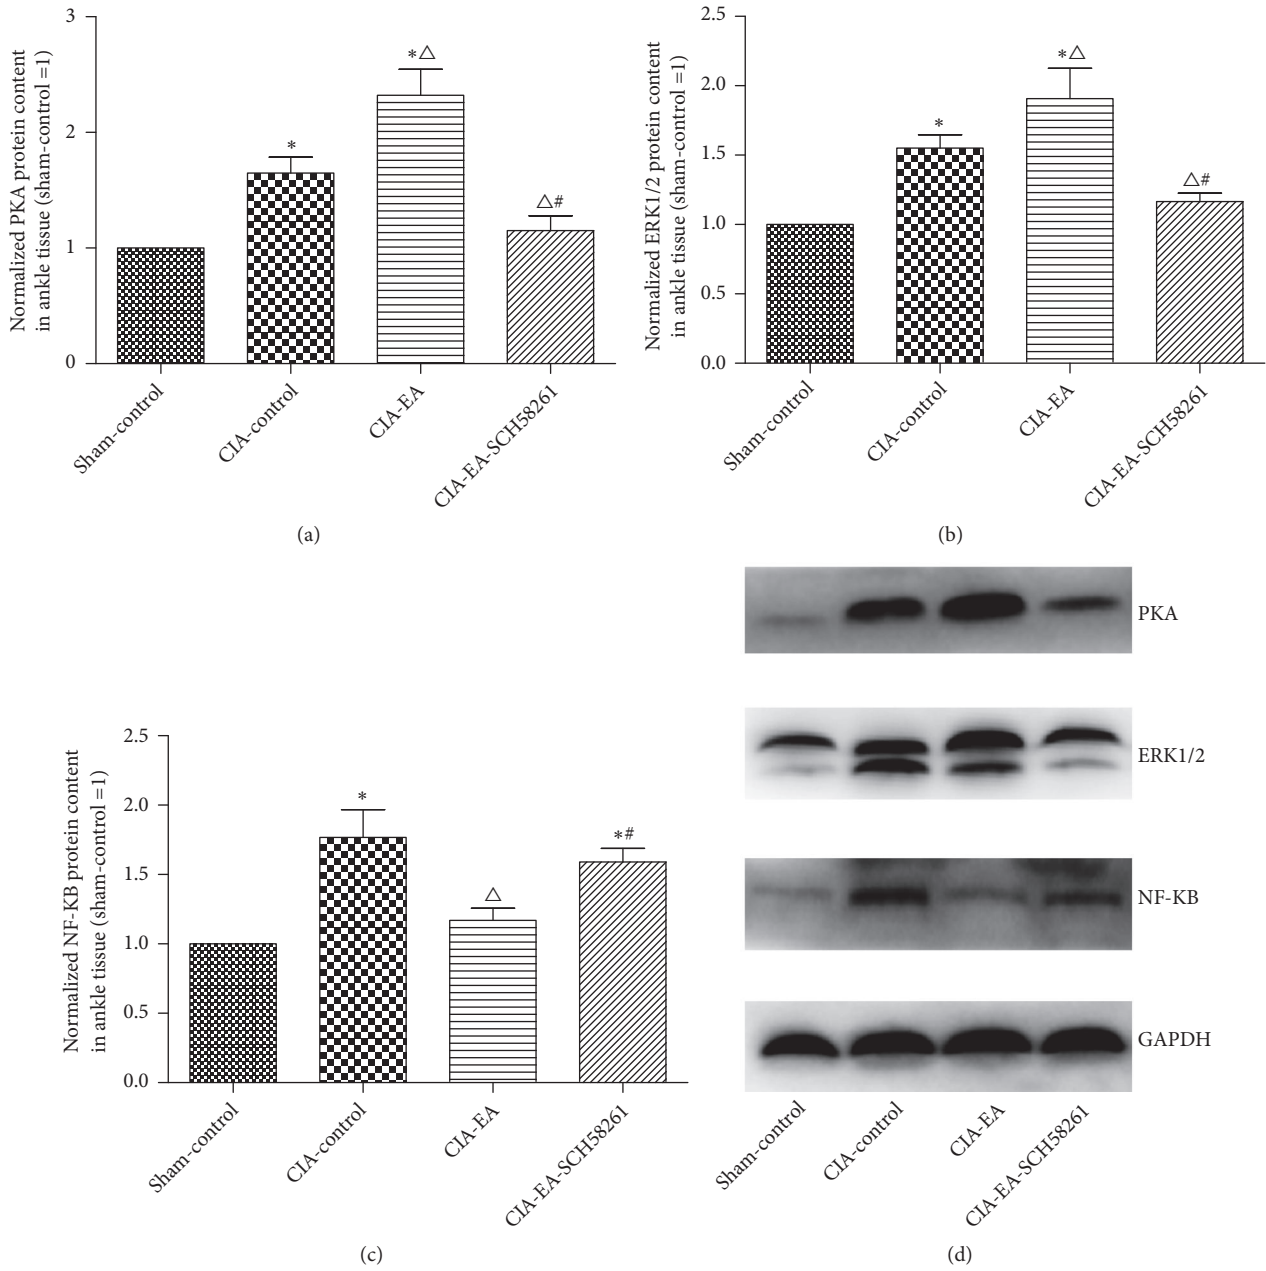 Normalized PKA protein content
in ankle tissue (sham-control =1)
3
2
1
0
*
*△
△#
Sham-control
CIA-control
CIA-EA
CIA-EA-SCH58261
(a)
Normalized ERK1/2 protein content
in ankle tissue (sham-control =1)
2.5
2.0
1.5
1.0
0.5
0.0
*
*△
△#
Sham-control
CIA-control
CIA-EA
CIA-EA-SCH58261
(b)
Normalized NF-KB protein content
in ankle tissue (sham-control =1)
2.5
2.0
1.5
1.0
0.5
0.0
*
△
*#
Sham-control
CIA-control
CIA-EA
CIA-EA-SCH58261
(c)
PKA
ERK1/2
NF-KB
GAPDH
Sham-control
CIA-control
CIA-EA
CIA-EA-SCH58261
(d)